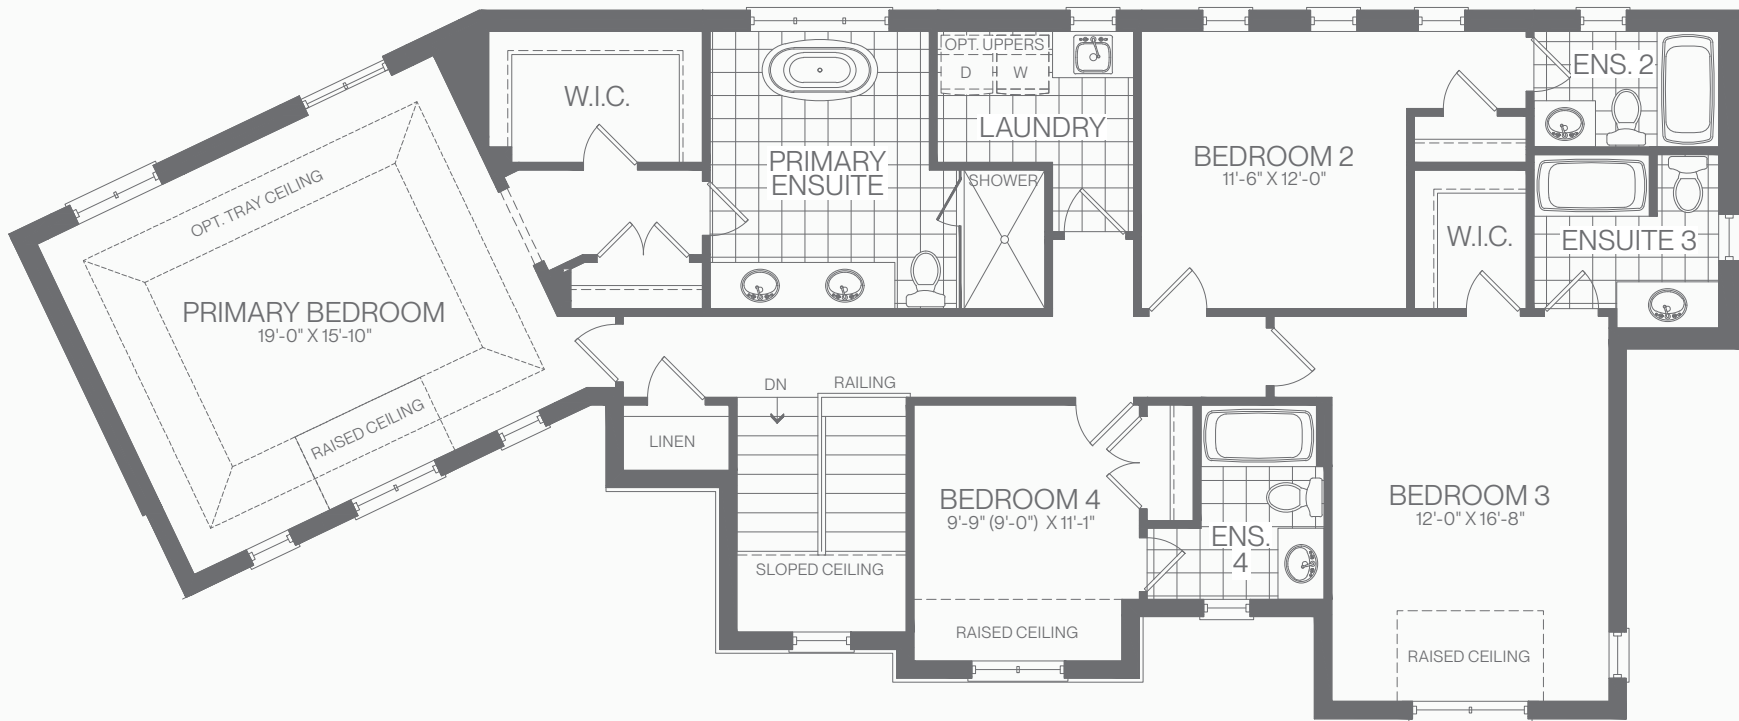 OPT. UPPERS
D W
LAUNDRY
W.I.C.
PRIMARY
ENSUITE
SHOWER
BEDROOM 2
11'-6" X 12'-0"
ENS. 2
W.I.C.
ENSUITE 3
OPT. TRAY CEILING
PRIMARY BEDROOM
19'-0" X 15'-10"
RAISED CEILING
LINEN
DN
RAILING
SLOPED CEILING
BEDROOM 4
9'-9" (9'-0") X 11'-1"
RAISED CEILING
ENS.
4
BEDROOM 3
12'-0" X 16'-8"
RAISED CEILING